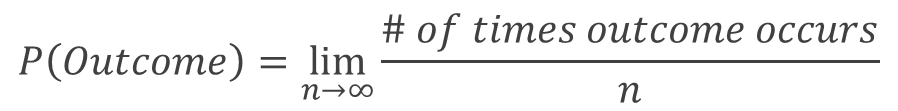 P(Outcome) = lim # of times outcome occurs
n→∞ n